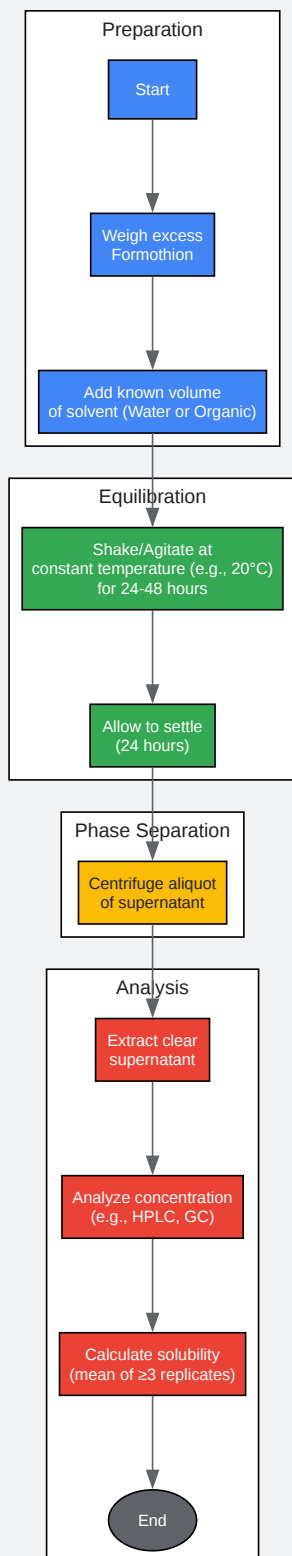 Preparation
Start
Weigh excess
Formothion
Add known volume
of solvent (Water or Organic)
Equilibration
Shake/Agitate at
constant temperature (e.g., 20°C)
for 24-48 hours
Allow to settle
(24 hours)
Phase Separation
Centrifuge aliquot
of supernatant
Analysis
Extract clear
supernatant
Analyze concentration
(e.g., HPLC, GC)
Calculate solubility
(mean of ≥3 replicates)
End